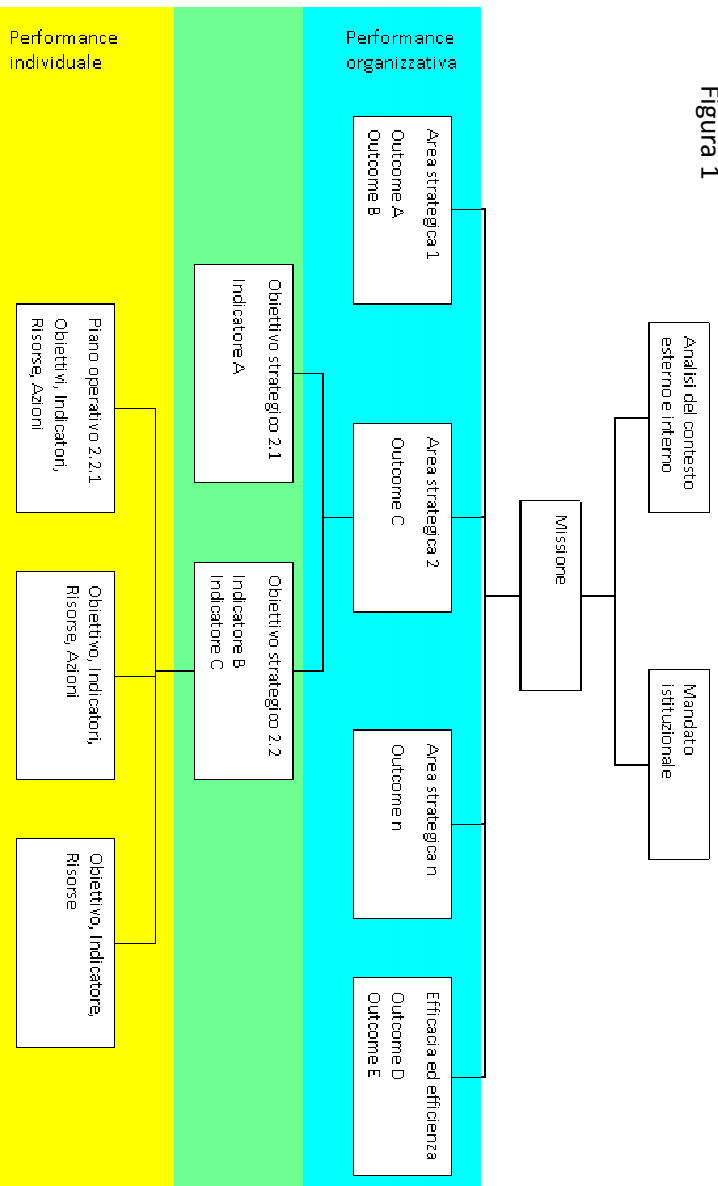 Figura 1
Analisi del contesto
esterno e interno
Mandato
istituzionale
Missione
Performance
organizzativa
Area strategica 1
Outcome A
Outcome B
Area strategica 2
Outcome C
Area strategica n
Outcome n
Efficacia ed efficienza
Outcome D
Outcome E
Obiettivo strategico 2.1
Indicatore A
Obiettivo strategico 2.2
Indicatore B
Indicatore C
Performance
individuale
Piano operativo 2.2.1
Obiettivi, Indicatori,
Risorse, Azioni
Obiettivo, Indicatori,
Risorse, Azioni
Obiettivo, Indicatore,
Risorse